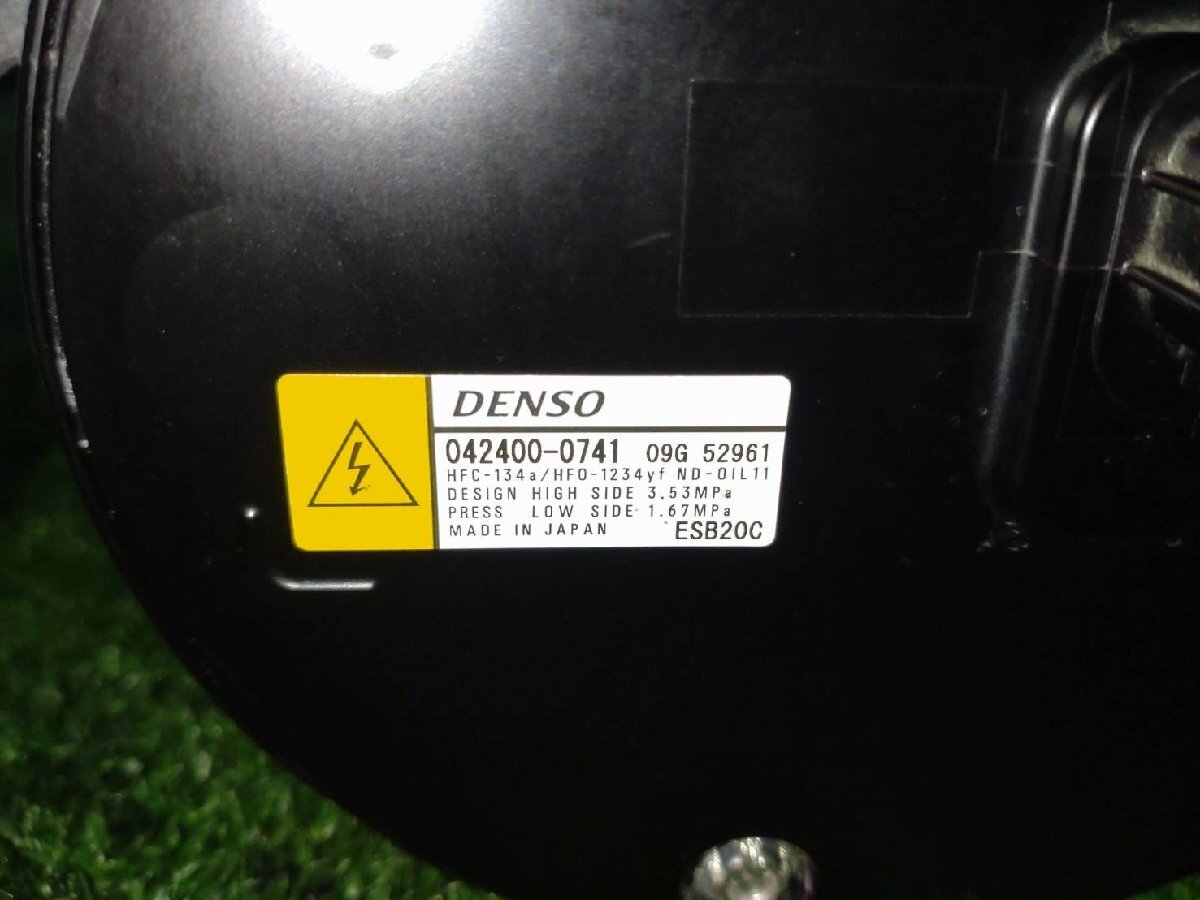 DENSO
042400-0741 09G 52961
HFC-134a/HFO-1234yf ND-OIL11
DESIGN HIGH SIDE 3.53MPa
PRESS LOW SIDE 1.67MPa
MADE IN JAPAN ESB20C